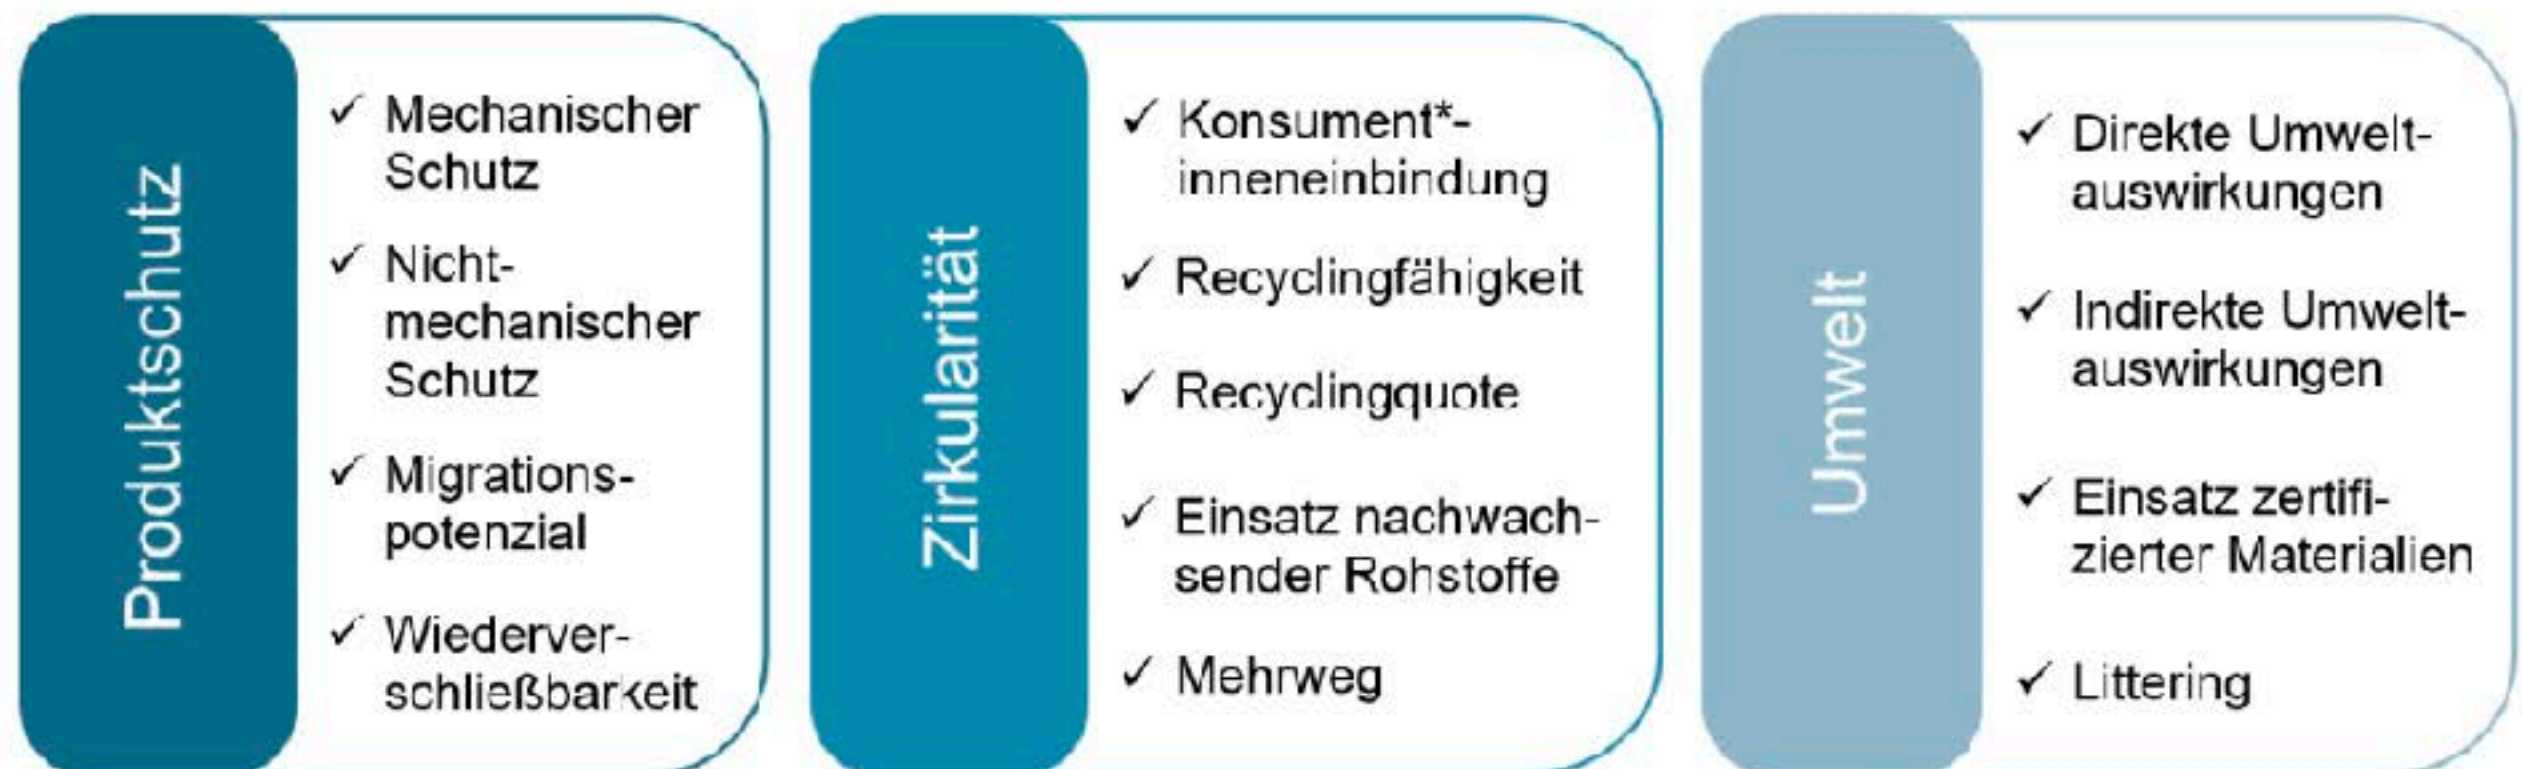 Produktschutz
✓ Mechanischer
Schutz
✓ Nicht-
mechanischer
Schutz
✓ Migrations-
potenzial
✓ Wiederver-
schließbarkeit
Zirkularität
✓ Konsument*-
inneneinbindung
✓ Recyclingfähigkeit
✓ Recyclingquote
✓ Einsatz nachwach-
sender Rohstoffe
✓ Mehrweg
Umwelt
✓ Direkte Umwelt-
auswirkungen
✓ Indirekte Umwelt-
auswirkungen
✓ Einsatz zertifi-
zierter Materialien
✓ Littering